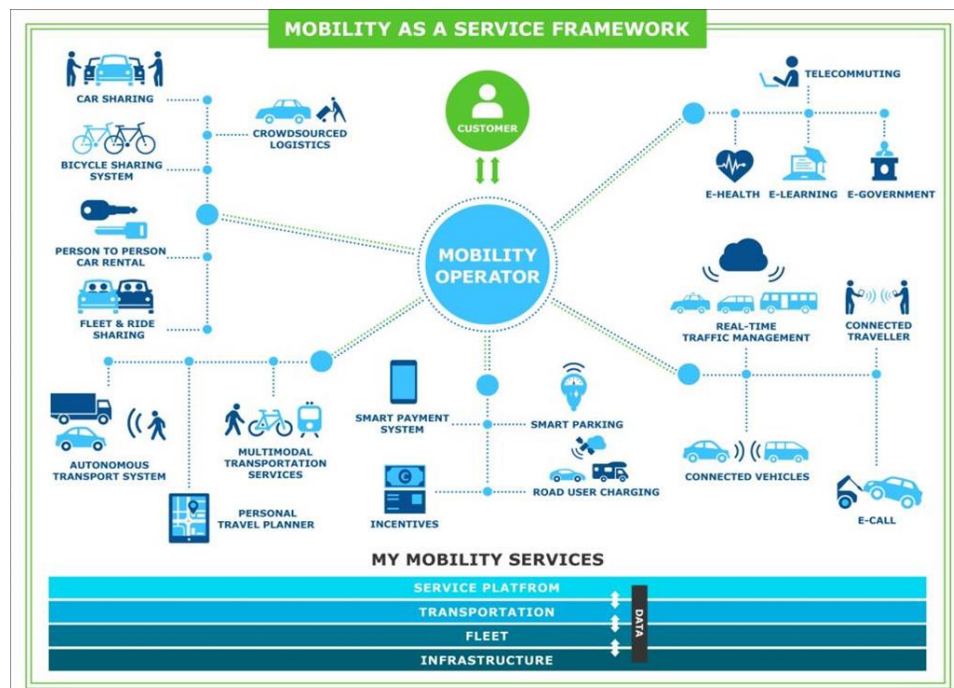 MOBILITY AS A SERVICE FRAMEWORK
CUSTOMER
MOBILITY
OPERATOR
CAR SHARING
CROWDSOURCED
LOGISTICS
BICYCLE SHARING
SYSTEM
PERSON TO PERSON
CAR RENTAL
FLEET & RIDE
SHARING
TELECOMMUTING
E-HEALTH
E-LEARNING
E-GOVERNMENT
REAL-TIME
TRAFFIC MANAGEMENT
CONNECTED
TRAVELLER
CONNECTED VEHICLES
E-CALL
AUTONOMOUS
TRANSPORT SYSTEM
MULTIMODAL
TRANSPORTATION
SERVICES
PERSONAL
TRAVEL PLANNER
SMART PAYMENT
SYSTEM
SMART PARKING
INCENTIVES
ROAD USER CHARGING
MY MOBILITY SERVICES
SERVICE PLATFROM
TRANSPORTATION
FLEET
INFRASTRUCTURE
DATA